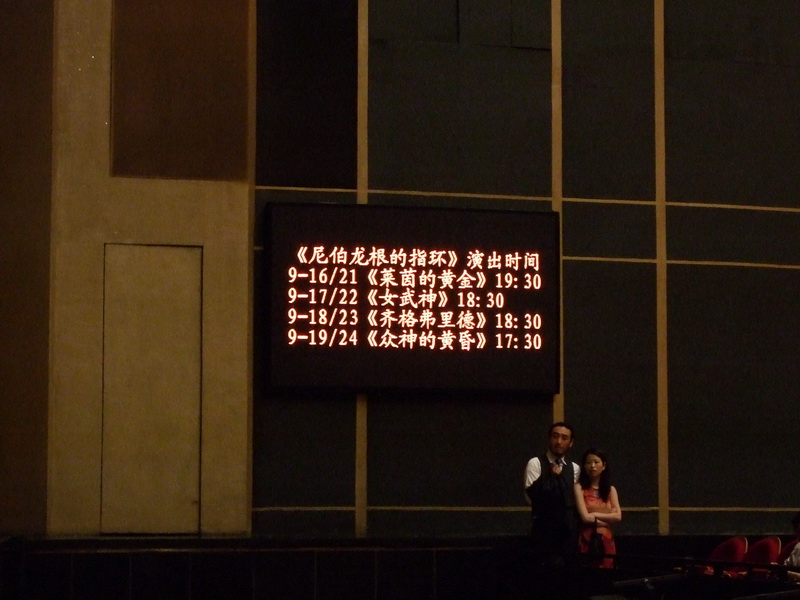 《尼伯龙根的指环》演出时间
9-16/21《莱茵的黄金》19:30
9-17/22《女武神》18:30
9-18/23《齐格弗里德》18:30
9-19/24《众神的黄昏》17:30